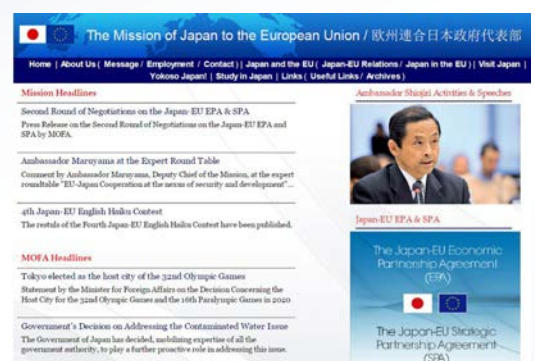 The Mission of Japan to the European Union / 欧州連合日本政府代表部
Home | About Us ( Message / Employment / Contact ) | Japan and the EU ( Japan-EU Relations / Japan in the EU ) | Visit Japan |
Yokoso Japan! | Study in Japan | Links ( Useful Links / Archives )
Mission Headlines
Second Round of Negotiations on the Japan-EU EPA & SPA
Press Release on the Second Round of Negotiations on the Japan-EU EPA and
SPA by MOFA.
Ambassador Maruyama at the Expert Round Table
Comment by Ambassador Maruyama, Deputy Chief of the Mission, at the expert
roundtable "EU-Japan Cooperation at the nexus of security and development"...
4th Japan-EU English Haiku Contest
The restuls of the Fourth Japan-EU English Haiku Contest have been published.
MOFA Headlines
Tokyo elected as the host city of the 32nd Olympic Games
Statement by the Minister for Foreign Affairs on the Decision Concerning the
Host City for the 32nd Olympic Games and the 16th Paralympic Games in 2020
Government's Decision on Addressing the Contaminated Water Issue
The Government of Japan has decided, mobilizing expertise of all the
government authority, to play a further proactive role in addressing this issue.
Ambassador Shiojiri Activities & Speeches
Japan-EU EPA & SPA
The Japan-EU Economic
Partnership Agreement
(EPA)
The Japan-EU Strategic
Partnership Agreement
(SPA)